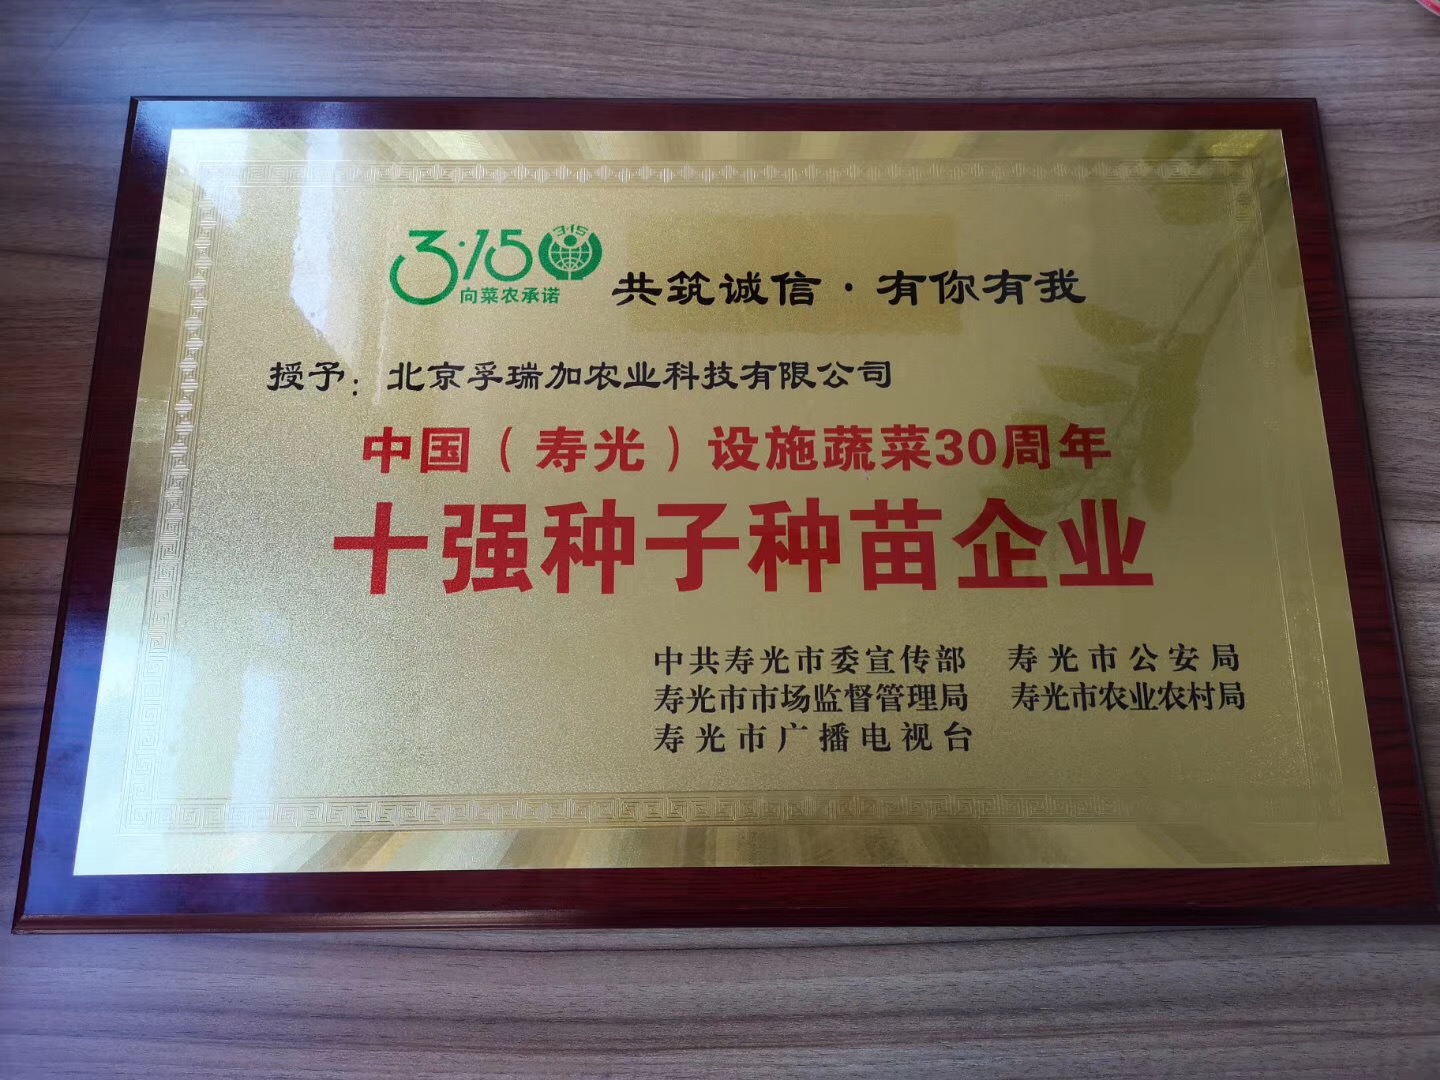 3·15
3·15
向菜农承诺
共筑诚信·有你有我
授予：北京孚瑞加农业科技有限公司
中国（寿光）设施蔬菜30周年
十强种子种苗企业
中共寿光市委宣传部 寿光市公安局
寿光市市场监督管理局 寿光市农业农村局
寿光市广播电视台